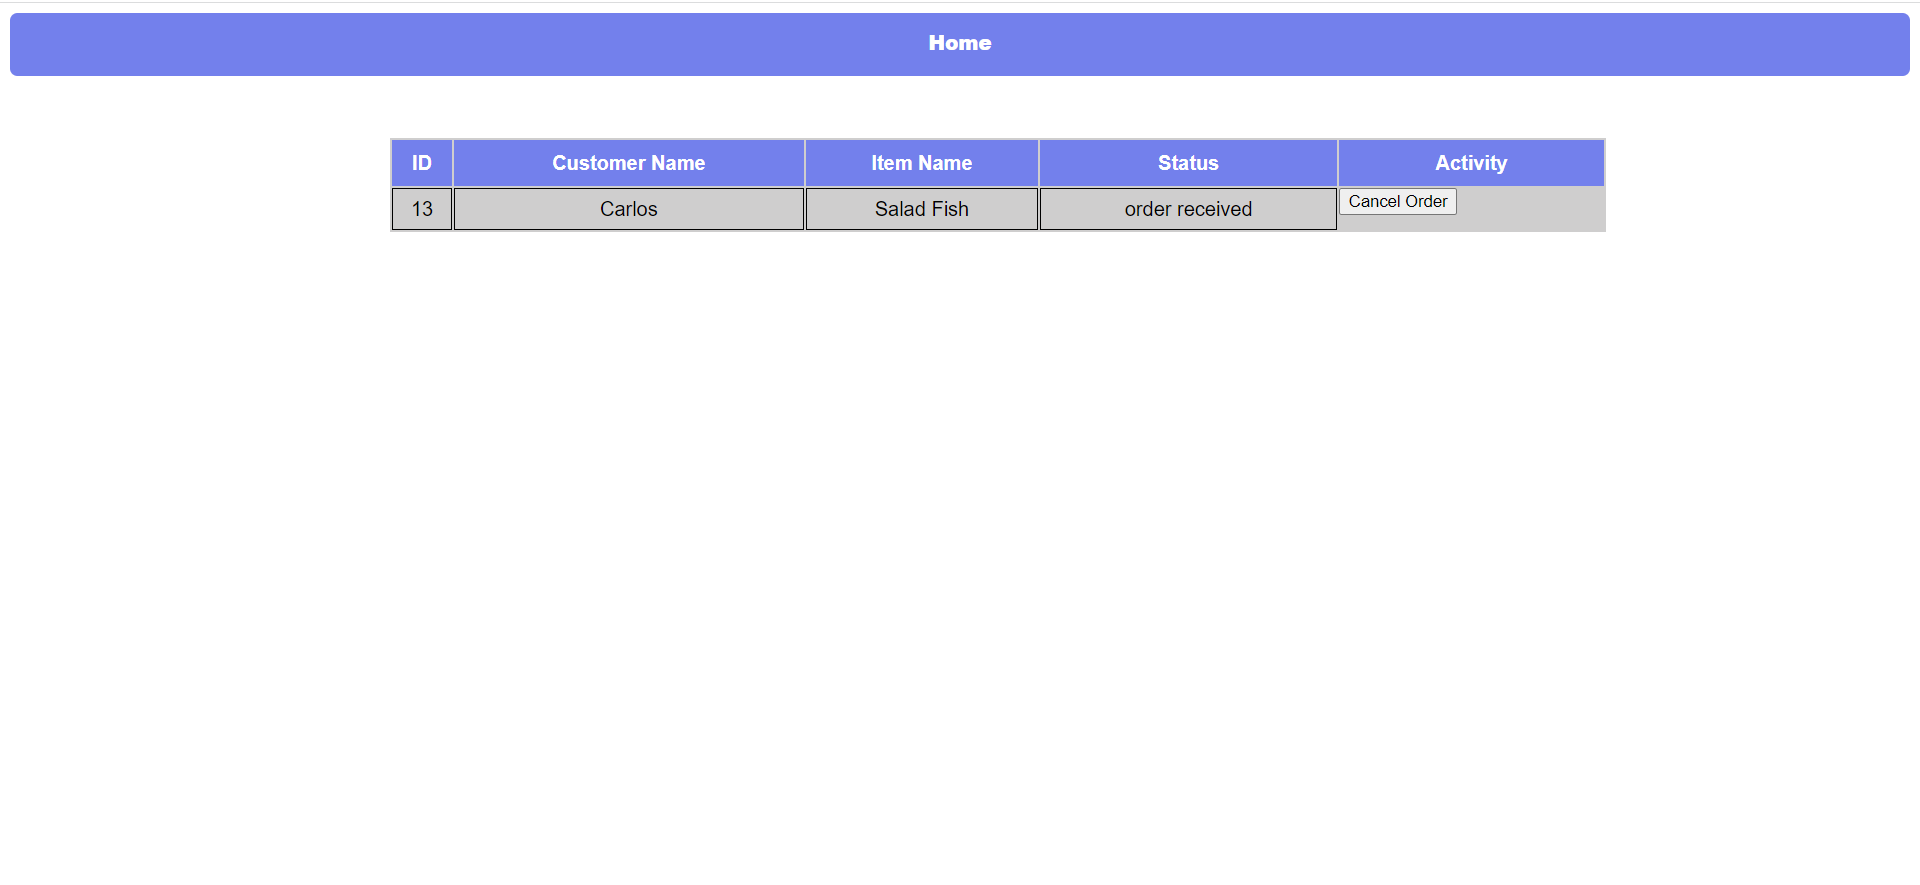 Home
ID Customer Name Item Name Status Activity
13 Carlos Salad Fish order received Cancel Order